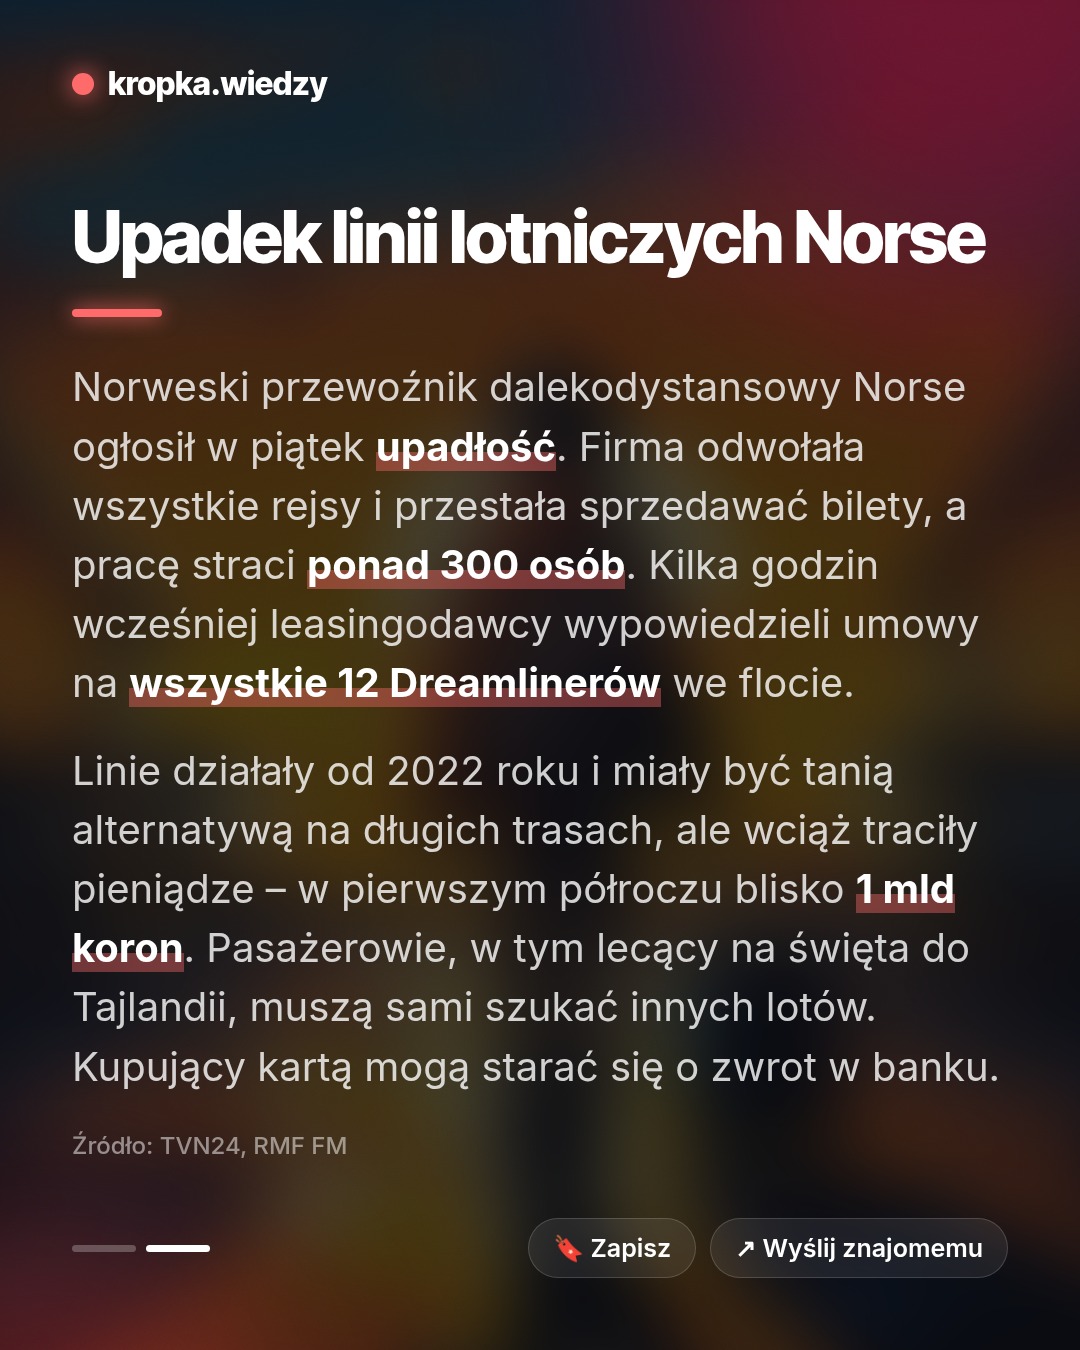 kropka.wiedzy
Upadek linii lotniczych Norse
Norweski przewoźnik dalekodystansowy Norse
ogłosił w piątek upadłość. Firma odwołała
wszystkie rejsy i przestała sprzedawać bilety, a
pracę straci ponad 300 osób. Kilka godzin
wcześniej leasingodawcy wypowiedzieli umowy
na wszystkie 12 Dreamlinerów we flocie.
Linie działały od 2022 roku i miały być tanią
alternatywą na długich trasach, ale wciąż traciły
pieniądze – w pierwszym półroczu blisko 1 mld
koron. Pasażerowie, w tym lecący na święta do
Tajlandii, muszą sami szukać innych lotów.
Kupujący kartą mogą starać się o zwrot w banku.
Źródło: TVN24, RMF FM
🔖 Zapisz
↗ Wyślij znajomemu